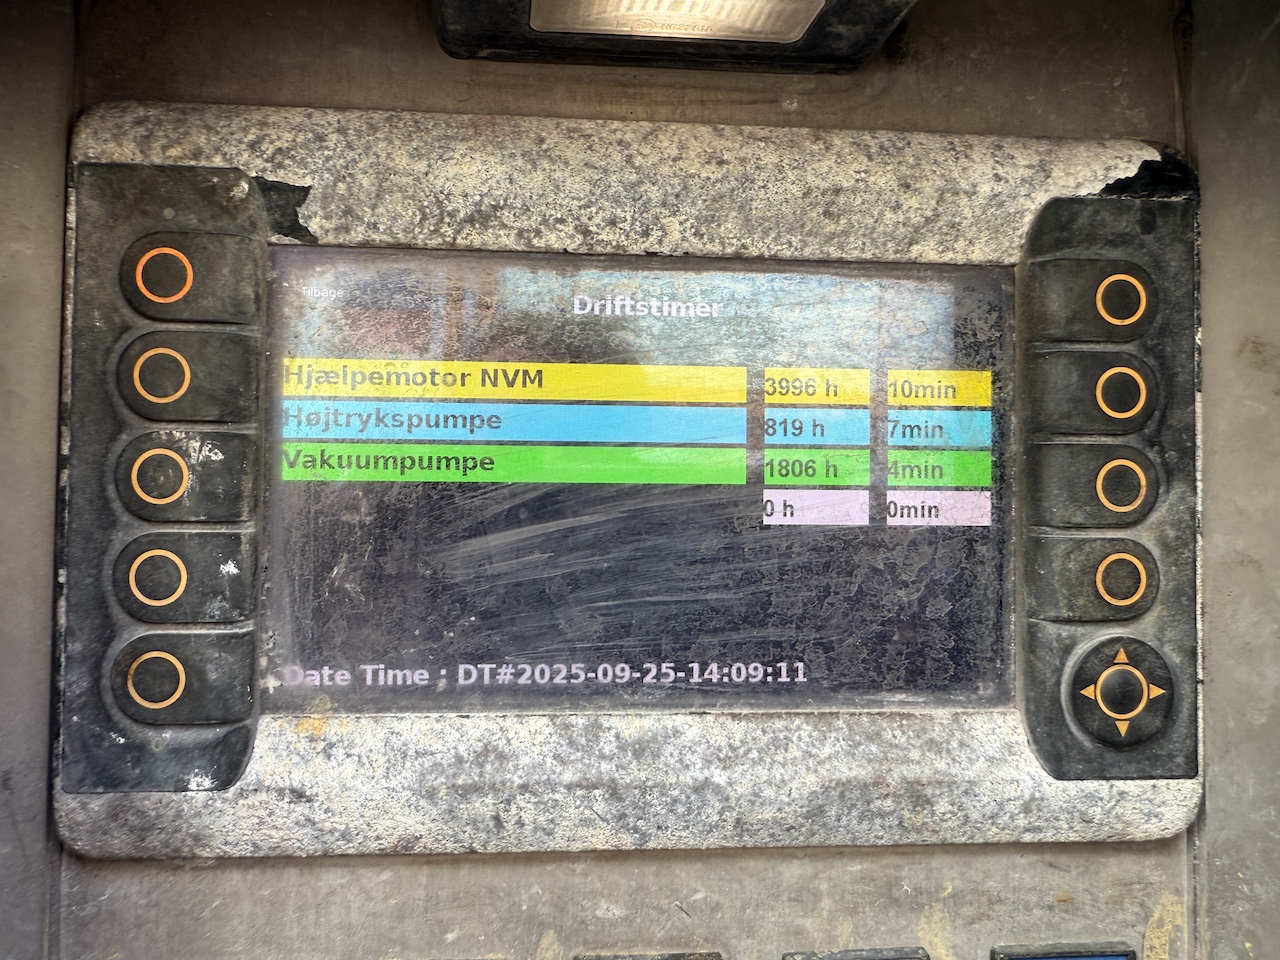 Tilbage
Driftstimer
Hjælpemotor NVM 3996 h 10min
Højtrykspumpe 819 h 7min
Vakuumpumpe 1806 h 4min
0 h 0min
Date Time : DT#2025-09-25-14:09:11